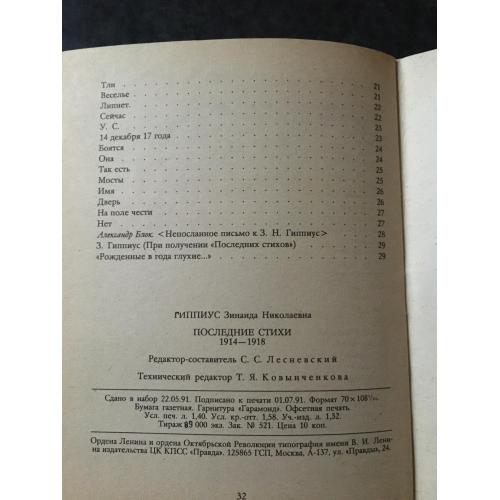 Тли . . . 21
Веселье . . . 21
Липнет. . . . 22
Сейчас . . . 22
У. С. . . . 23
14 декабря 17 года . . . 23
Боятся . . . 24
Она . . . 24
Так есть . . . 25
Мосты . . . 25
Имя . . . 26
Дверь . . . 26
На поле чести . . . 27
Нет . . . 27
Александр Блок. <Непосланное письмо к З. Н. Гиппиус> . . . 28
З. Гиппиус (При получении «Последних стихов») . . . 29
«Рожденные в года глухие...» . . . 29
ГИППИУС Зинаида Николаевна
ПОСЛЕДНИЕ СТИХИ
1914—1918
Редактор-составитель С. С. Лесневский
Технический редактор Т. Я. Ковынченкова
Сдано в набор 22.05.91. Подписано к печати 01.07.91. Формат 70 × 108¹/₃₂.
Бумага газетная. Гарнитура «Гарамонд». Офсетная печать.
Усл. печ. л. 1,40. Усл. кр.-отт. 1,58. Уч.-изд. л. 1,32.
Тираж 89 000 экз. Зак. № 521. Цена 10 коп.
Ордена Ленина и ордена Октябрьской Революции типография имени В. И. Лени-
на издательства ЦК КПСС «Правда». 125865 ГСП, Москва, А-137, ул. «Правды», 24.
32